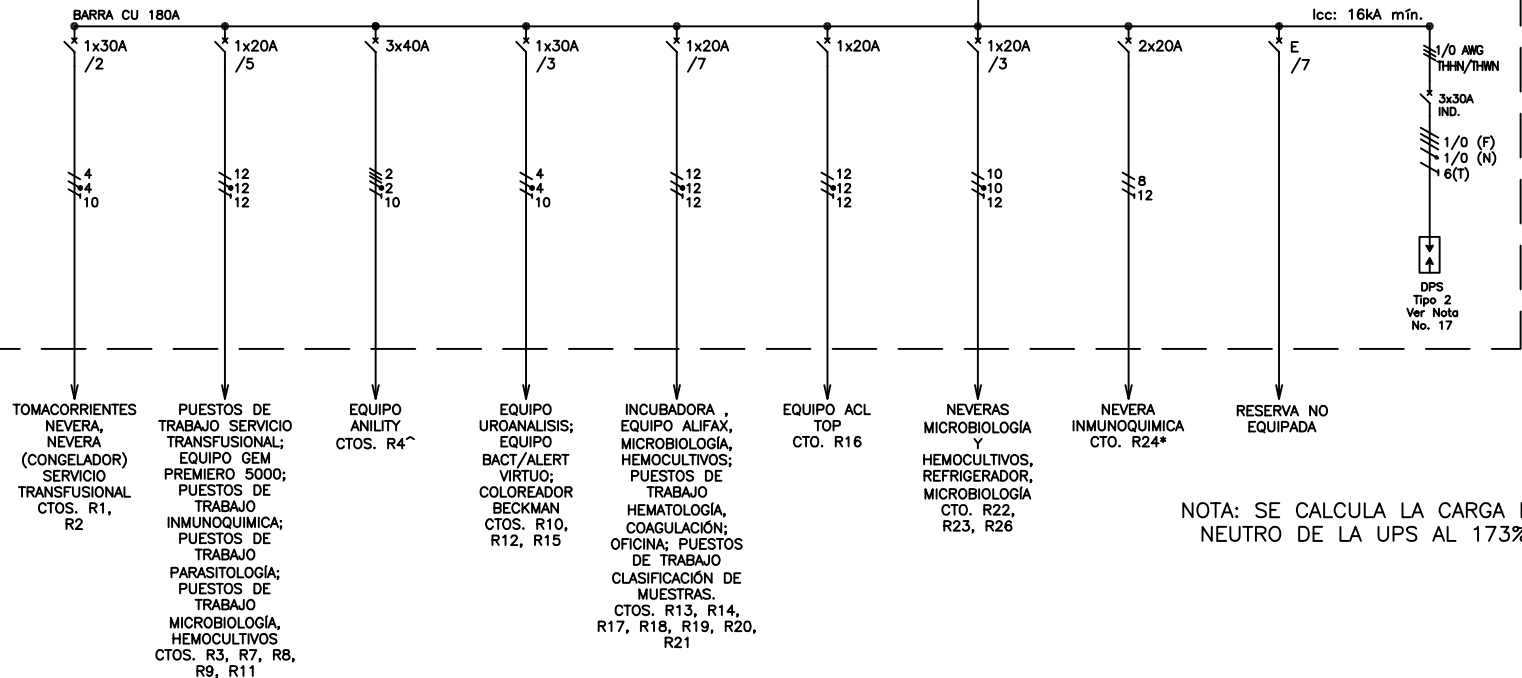 BARRA CU 180A
Icc: 16kA mín.
1x30A
/2
1x20A
/5
3x40A
1x30A
/3
1x20A
/7
1x20A
1x20A
/3
2x20A
E
/7
1/0 AWG
THHN/THWN
3x30A
IND.
1/0 (F)
1/0 (N)
6(T)
4
4
10
12
12
12
2
2
10
4
4
10
12
12
12
12
12
12
10
10
12
8
12
DPS
Tipo 2
Ver Nota
No. 17
TOMACORRIENTES
NEVERA,
NEVERA
(CONGELADOR)
SERVICIO
TRANSFUSIONAL
CTOS. R1,
R2
PUESTOS DE
TRABAJO SERVICIO
TRANSFUSIONAL;
EQUIPO GEM
PREMIERO 5000;
PUESTOS DE
TRABAJO
INMUNOQUIMICA;
PUESTOS DE
TRABAJO
PARASITOLOGÍA;
PUESTOS DE
TRABAJO
MICROBIOLOGÍA,
HEMOCULTIVOS
CTOS. R3, R7, R8,
R9, R11
EQUIPO
ANILITY
CTOS. R4^
EQUIPO
UROANALISIS;
EQUIPO
BACT/ALERT
VIRTUO;
COLOREADOR
BECKMAN
CTOS. R10,
R12, R15
INCUBADORA ,
EQUIPO ALIFAX,
MICROBIOLOGÍA,
HEMOCULTIVOS;
PUESTOS DE
TRABAJO
HEMATOLOGÍA,
COAGULACIÓN;
OFICINA; PUESTOS
DE TRABAJO
CLASIFICACIÓN DE
MUESTRAS.
CTOS. R13, R14,
R17, R18, R19, R20,
R21
EQUIPO ACL
TOP
CTO. R16
NEVERAS
MICROBIOLOGÍA
Y
HEMOCULTIVOS,
REFRIGERADOR,
MICROBIOLOGÍA
CTO. R22,
R23, R26
NEVERA
INMUNOQUIMICA
CTO. R24*
RESERVA NO
EQUIPADA
NOTA: SE CALCULA LA CARGA
NEUTRO DE LA UPS AL 173%